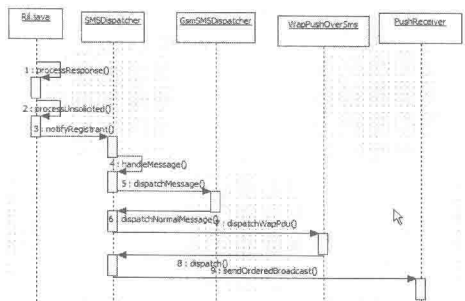 Ril.java
SMSDispatcher
GsmSMSDispatcher
WapPushOverSms
PushReceiver
1 : processResponse()
2 : processUnsolicited()
3 : notifyRegistrant()
4 : handleMessage()
5 : dispatchMessage()
6 : dispatchNormalMessage()
7 : dispatchWapPdu()
8 : dispatch()
9 : sendOrderedBroadcast()